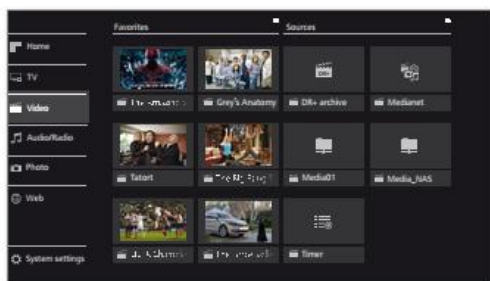 Favorites
Sources
Home
TV
Video
Audio/Radio
Photo
Web
System settings
Grey's Anatomy
DR+ archive
Medianet
DR+
Tatort
Media01
Media_NAS
Timer